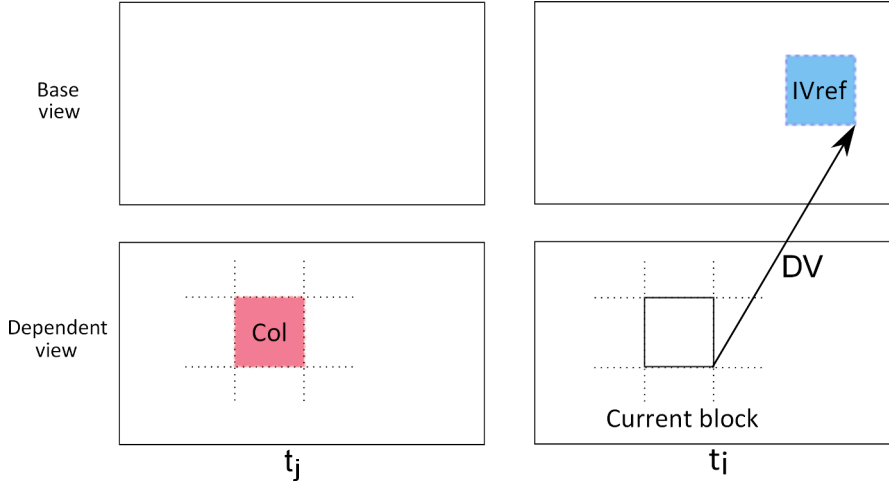 Base
view
IVref
DV
Dependent
view
Col
Current block
tj
ti